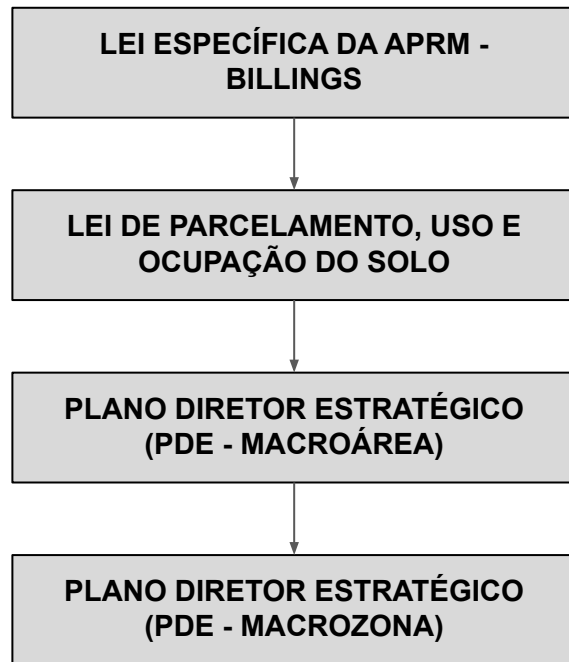 LEI ESPECÍFICA DA APRM -
BILLINGS
LEI DE PARCELAMENTO, USO E
OCUPAÇÃO DO SOLO
PLANO DIRETOR ESTRATÉGICO
(PDE - MACROÁREA)
PLANO DIRETOR ESTRATÉGICO
(PDE - MACROZONA)